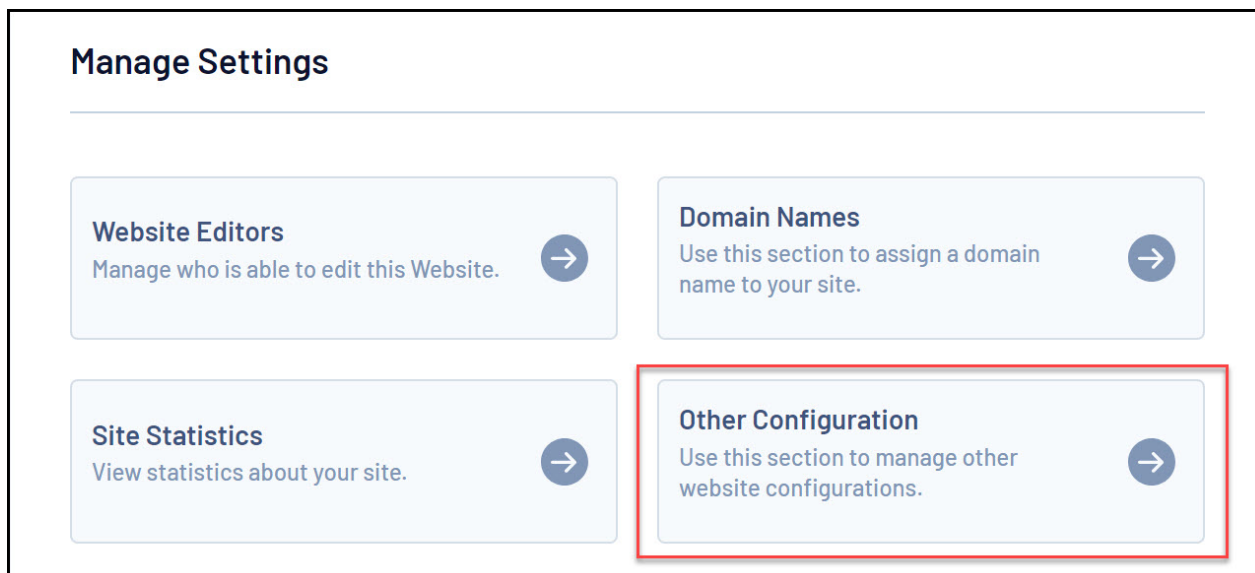 Manage Settings
Website Editors
Manage who is able to edit this Website.
Domain Names
Use this section to assign a domain
name to your site.
Site Statistics
View statistics about your site.
Other Configuration
Use this section to manage other
website configurations.